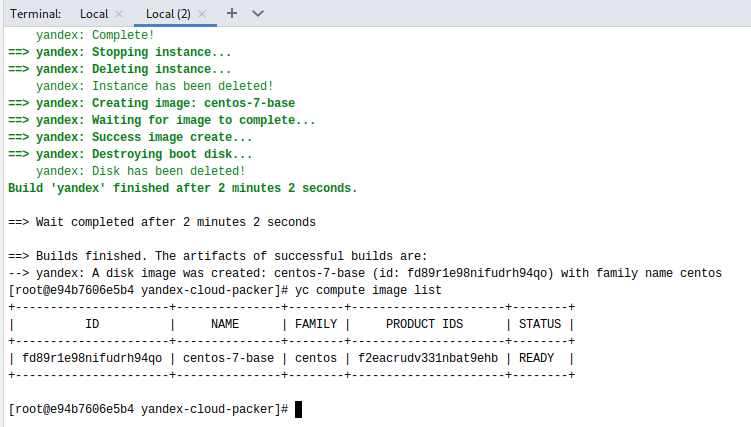 Terminal: Local × Local (2) × +
    yandex: Complete!
==> yandex: Stopping instance...
==> yandex: Deleting instance...
    yandex: Instance has been deleted!
==> yandex: Creating image: centos-7-base
==> yandex: Waiting for image to complete...
==> yandex: Success image create...
==> yandex: Destroying boot disk...
    yandex: Disk has been deleted!
Build 'yandex' finished after 2 minutes 2 seconds.
==> Wait completed after 2 minutes 2 seconds
==> Builds finished. The artifacts of successful builds are:
--> yandex: A disk image was created: centos-7-base (id: fd89r1e98nifudrh94qo) with family name centos
[root@e94b7606e5b4 yandex-cloud-packer]# yc compute image list
+----------------------+---------------+--------+----------------------+--------+
|          ID          |     NAME      | FAMILY |     PRODUCT IDS      | STATUS |
+----------------------+---------------+--------+----------------------+--------+
| fd89r1e98nifudrh94qo | centos-7-base | centos | f2eacrudv331nbat9ehb | READY  |
+----------------------+---------------+--------+----------------------+--------+
[root@e94b7606e5b4 yandex-cloud-packer]#